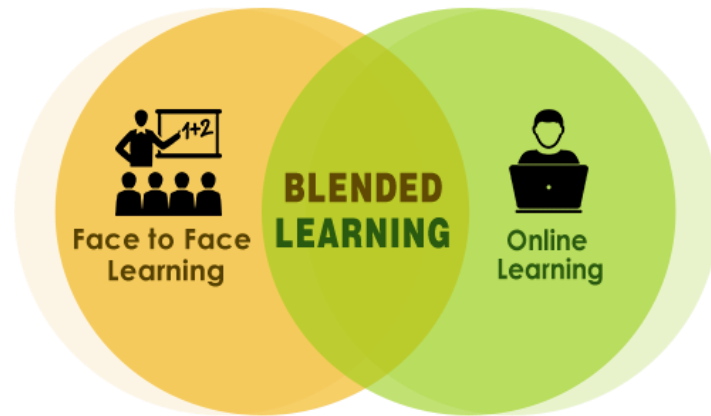 1+2
Face to Face
Learning
BLENDED
LEARNING
Online
Learning